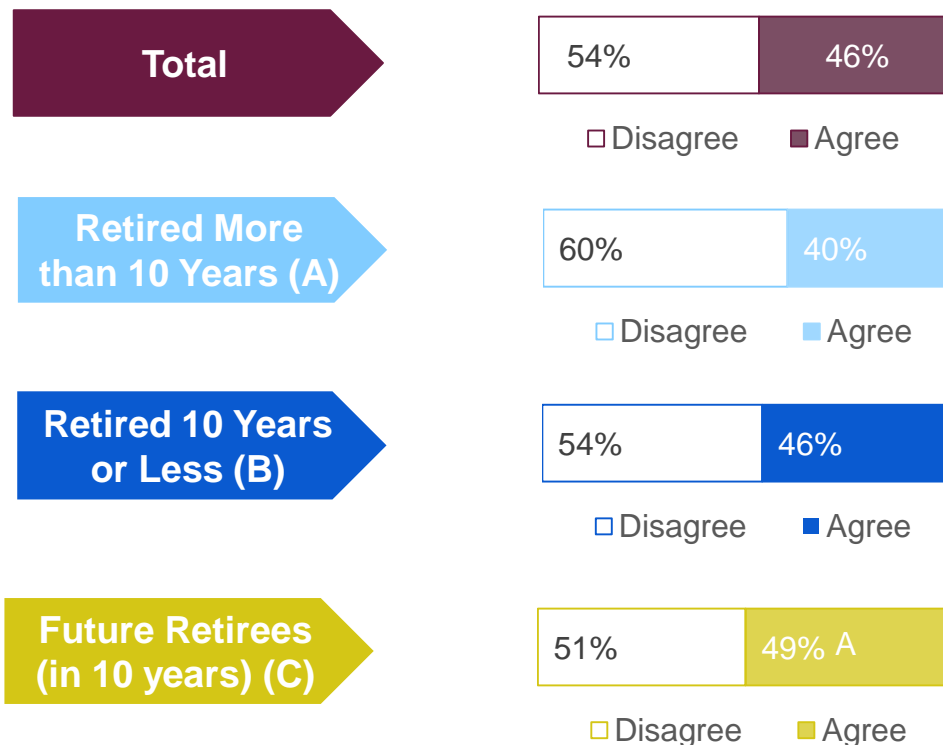 Total
54% 46%
Disagree Agree
Retired More
than 10 Years (A)
60% 40%
Disagree Agree
Retired 10 Years
or Less (B)
54% 46%
Disagree Agree
Future Retirees
(in 10 years) (C)
51% 49% A
Disagree Agree